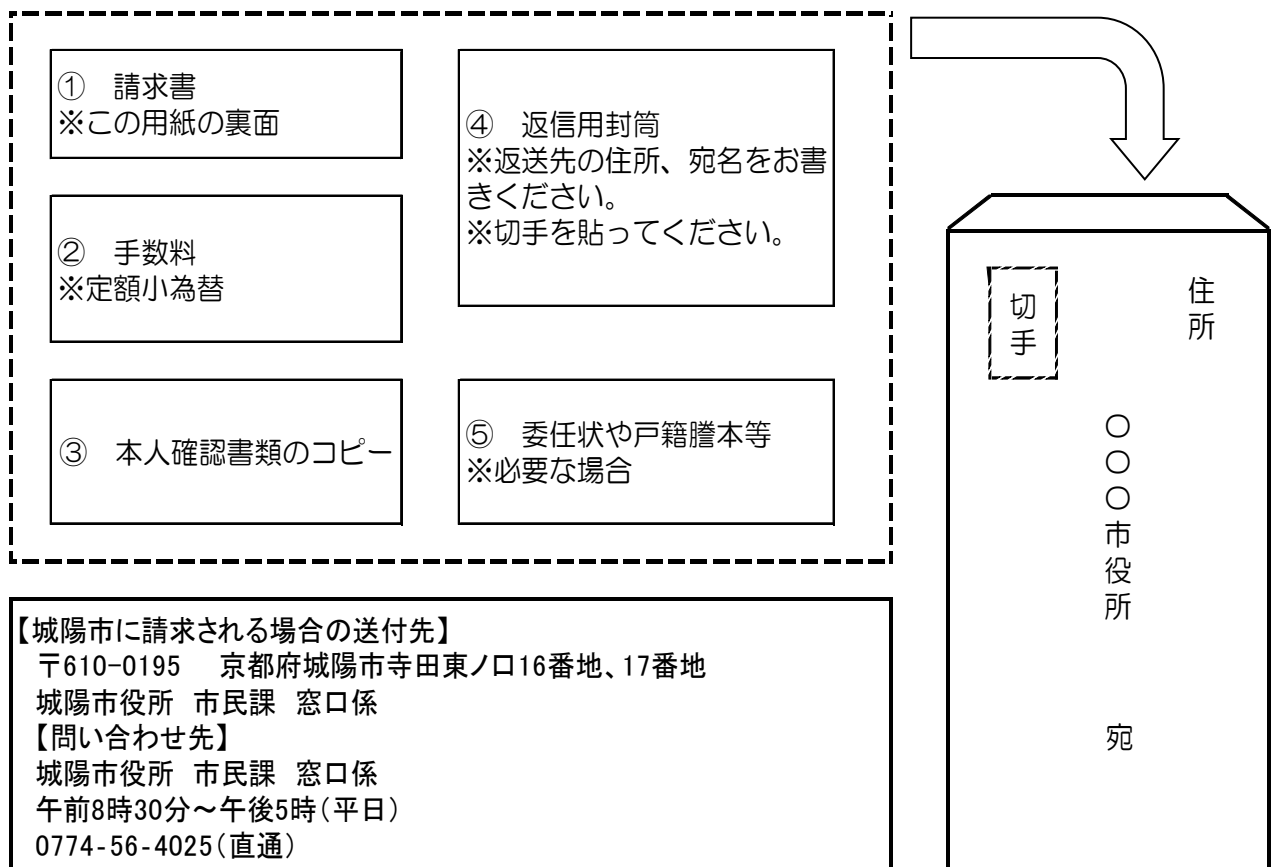 ① 請求書
※この用紙の裏面
② 手数料
※定額小為替
③ 本人確認書類のコピー
④ 返信用封筒
※返送先の住所、宛名をお書
きください。
※切手を貼ってください。
⑤ 委任状や戸籍謄本等
※必要な場合
住所
切手
〇〇〇市役所 宛
【城陽市に請求される場合の送付先】
〒610-0195 京都府城陽市寺田東ノ口16番地、17番地
城陽市役所 市民課 窓口係
【問い合わせ先】
城陽市役所 市民課 窓口係
午前8時30分～午後5時(平日)
0774-56-4025(直通)